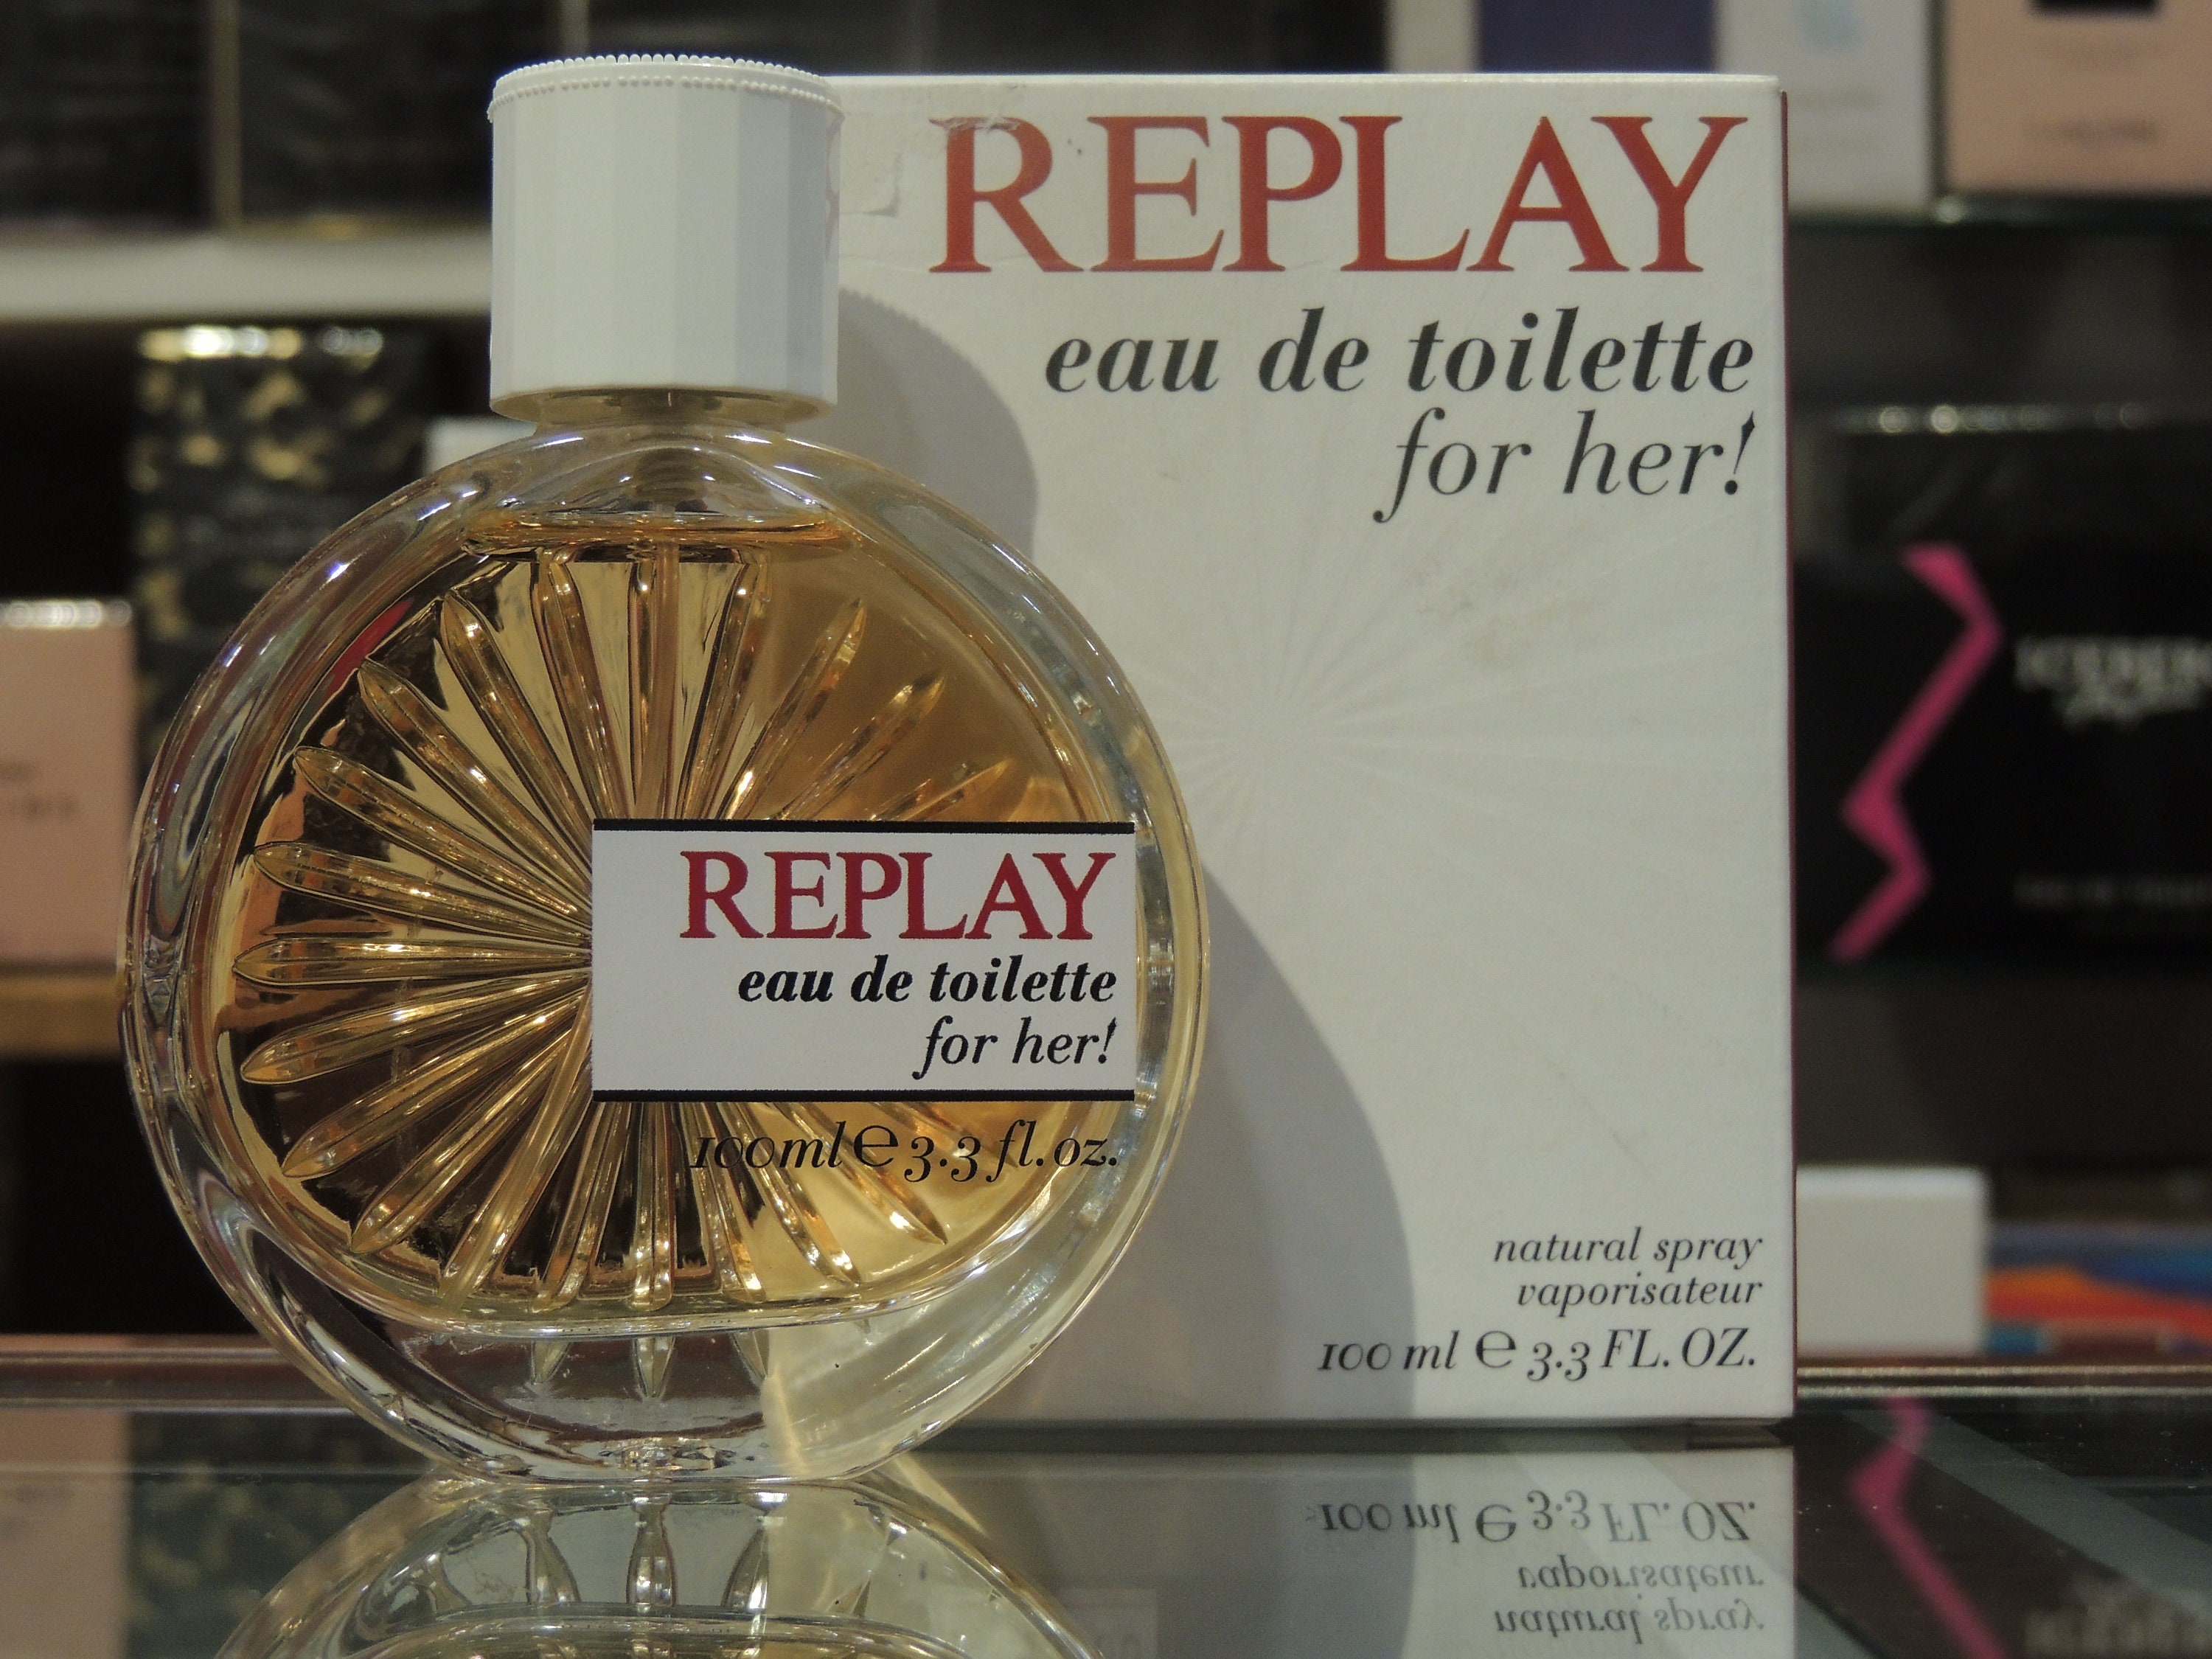 REPLAY
eau de toilette
for her!
REPLAY
eau de toilette
for her!
100ml ℮ 3.3 fl. oz.
natural spray
vaporisateur
100 ml ℮ 3.3 FL. OZ.